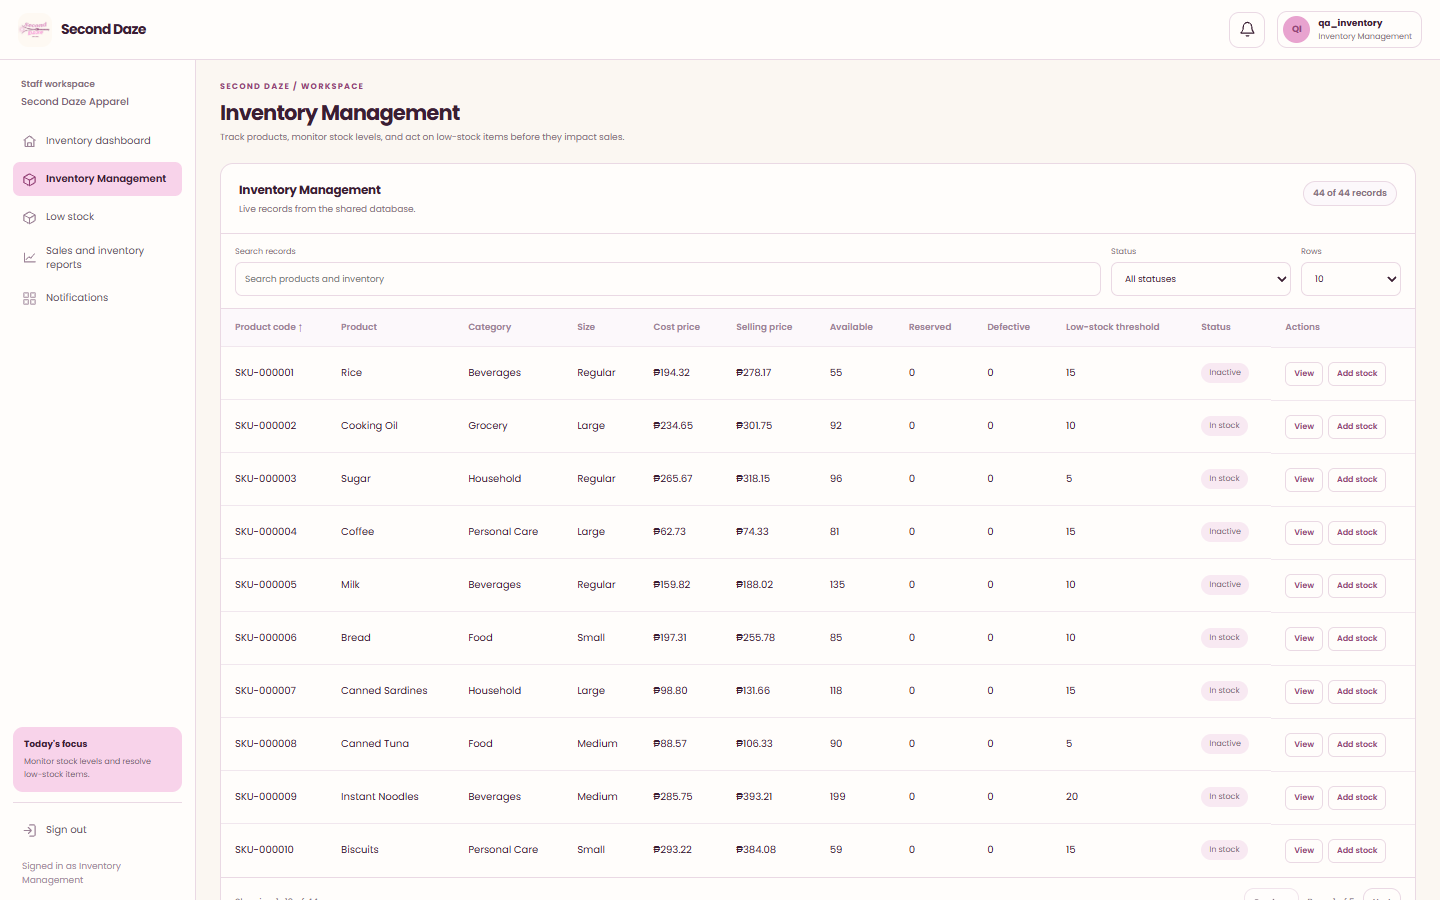 Second Daze
QI
qa_inventory
Inventory Management
Staff workspace
Second Daze Apparel
Inventory dashboard
Inventory Management
Low stock
Sales and inventory
reports
Notifications
Today's focus
Monitor stock levels and resolve
low-stock items.
Sign out
Signed in as Inventory
Management
SECOND DAZE / WORKSPACE
Inventory Management
Track products, monitor stock levels, and act on low-stock items before they impact sales.
Inventory Management
Live records from the shared database.
44 of 44 records
Search records
Search products and inventory
Status
All statuses
Rows
10
Product code ↑ Product Category Size Cost price Selling price Available Reserved Defective Low-stock threshold Status Actions
SKU-000001 Rice Beverages Regular ₱194.32 ₱278.17 55 0 0 15 Inactive View Add stock
SKU-000002 Cooking Oil Grocery Large ₱234.65 ₱301.75 92 0 0 10 In stock View Add stock
SKU-000003 Sugar Household Regular ₱265.67 ₱318.15 96 0 0 5 In stock View Add stock
SKU-000004 Coffee Personal Care Large ₱62.73 ₱74.33 81 0 0 15 Inactive View Add stock
SKU-000005 Milk Beverages Regular ₱159.82 ₱188.02 135 0 0 10 Inactive View Add stock
SKU-000006 Bread Food Small ₱197.31 ₱255.78 85 0 0 10 In stock View Add stock
SKU-000007 Canned Sardines Household Large ₱98.80 ₱131.66 118 0 0 15 In stock View Add stock
SKU-000008 Canned Tuna Food Medium ₱88.57 ₱106.33 90 0 0 5 Inactive View Add stock
SKU-000009 Instant Noodles Beverages Medium ₱285.75 ₱393.21 199 0 0 20 In stock View Add stock
SKU-000010 Biscuits Personal Care Small ₱293.22 ₱384.08 59 0 0 15 In stock View Add stock